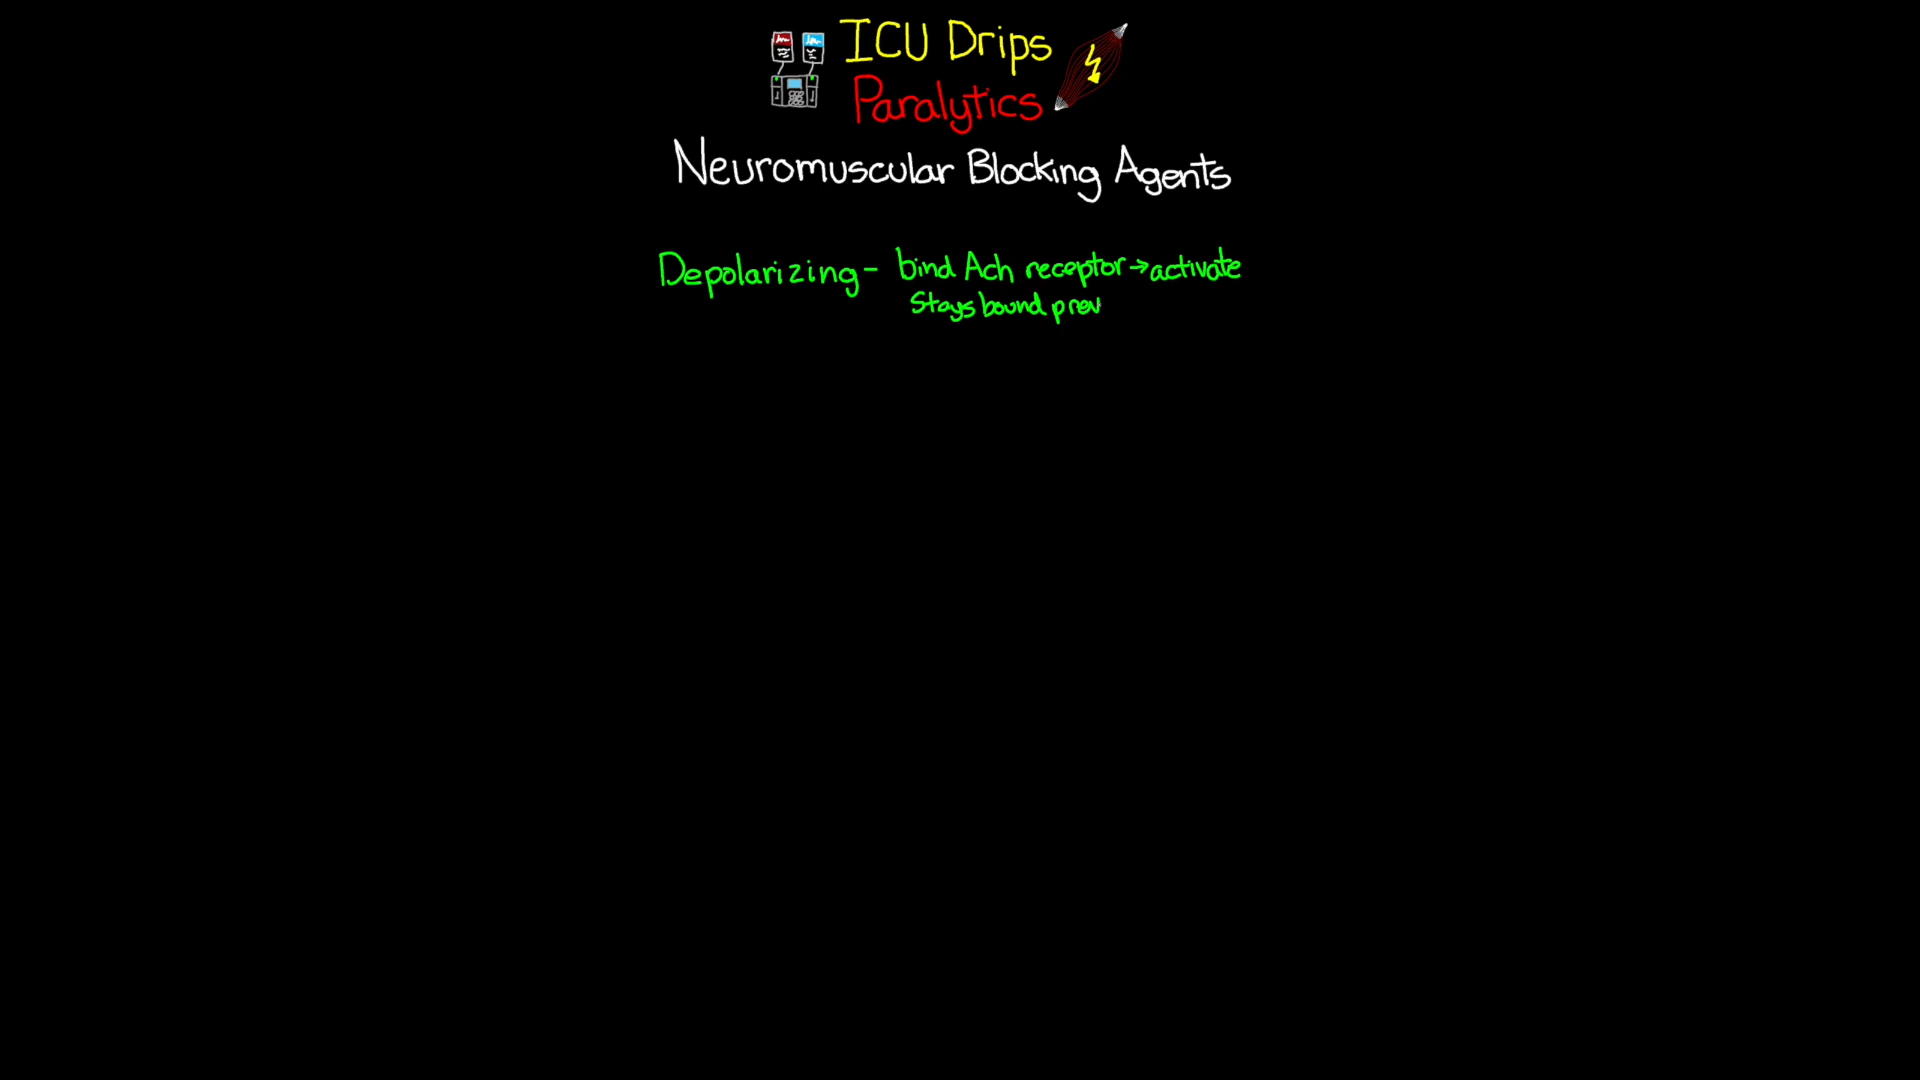 ICU Drips
Paralytics
Neuromuscular Blocking Agents
Depolarizing - bind Ach receptor → activate
Stays bound prev